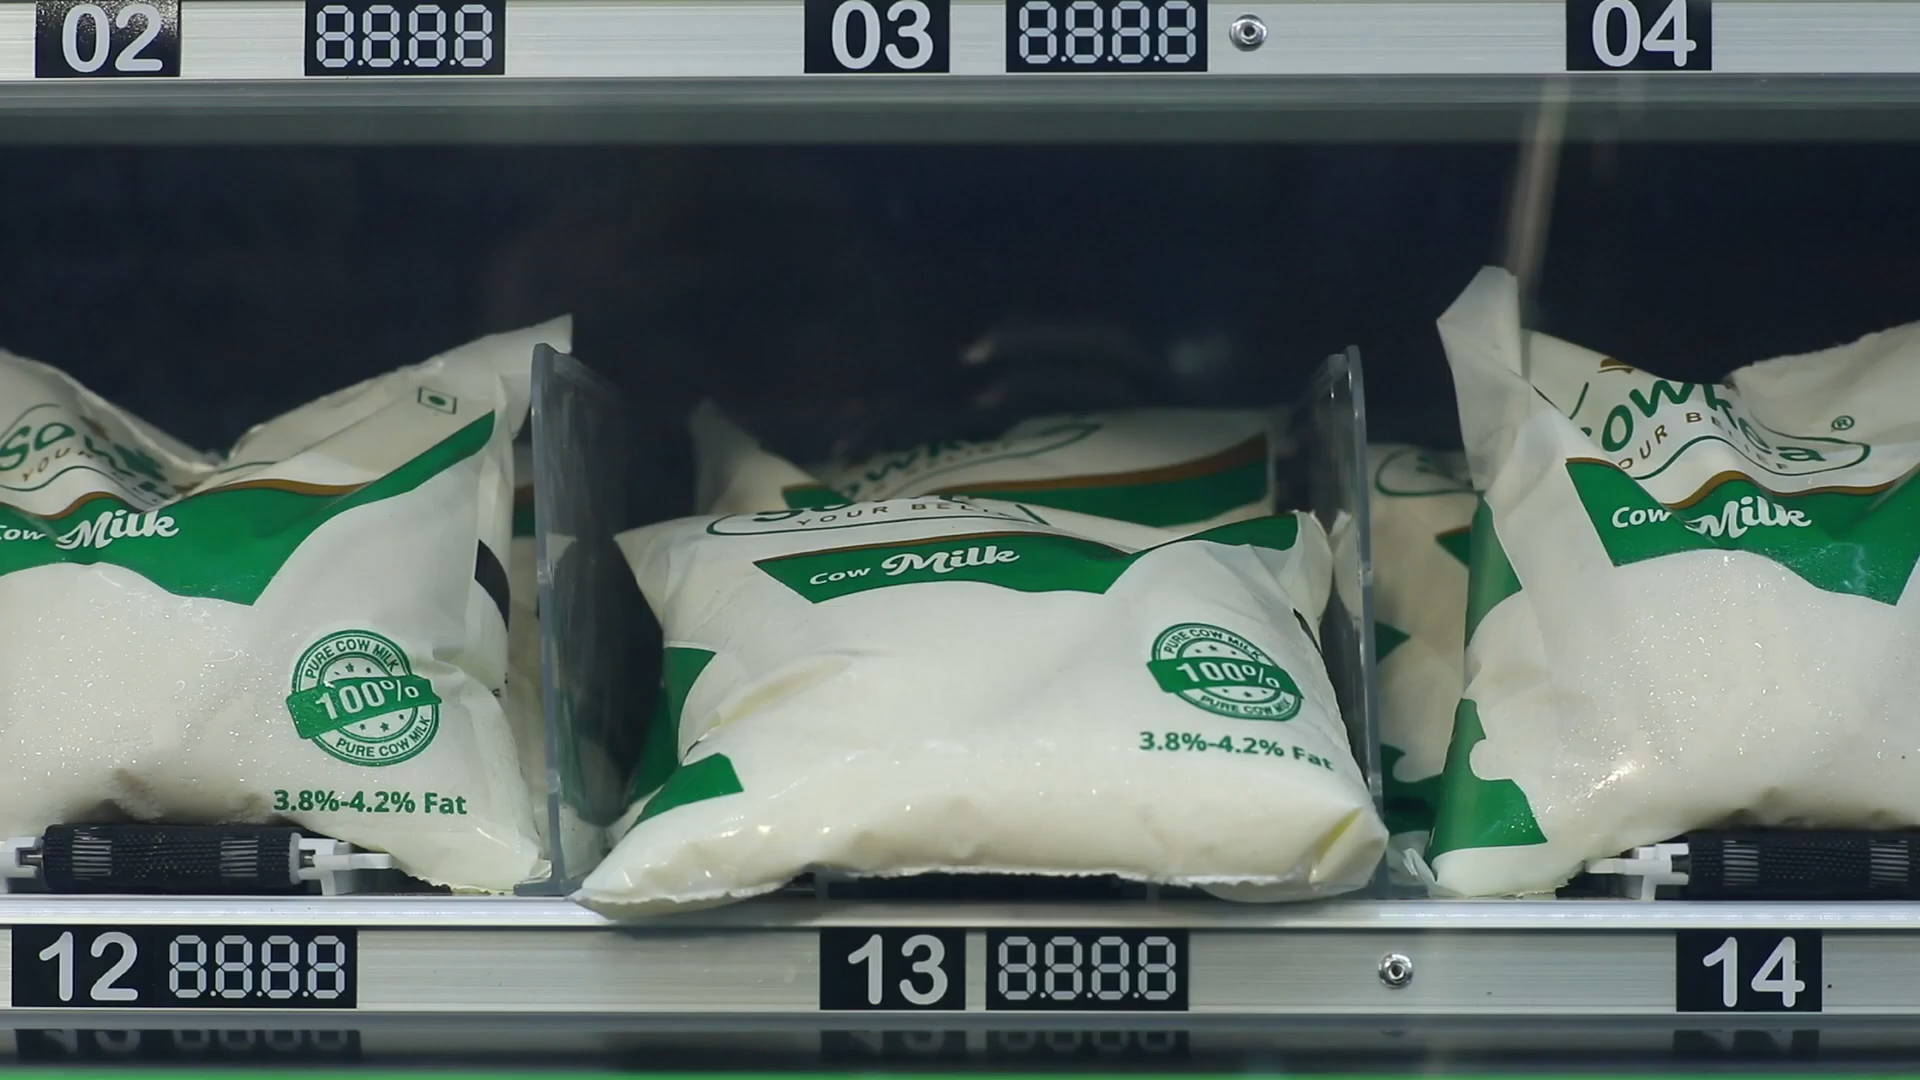 02
8.8.8.8
03
8.8.8.8
04
YOU
Cow Milk
PURE COW MILK
100%
PURE COW MILK
3.8%-4.2% Fat
YOUR
Cow Milk
PURE COW MILK
100%
PURE COW MILK
3.8%-4.2% Fat
®
Cow Milk
12
8.8.8.8
13
8.8.8.8
14